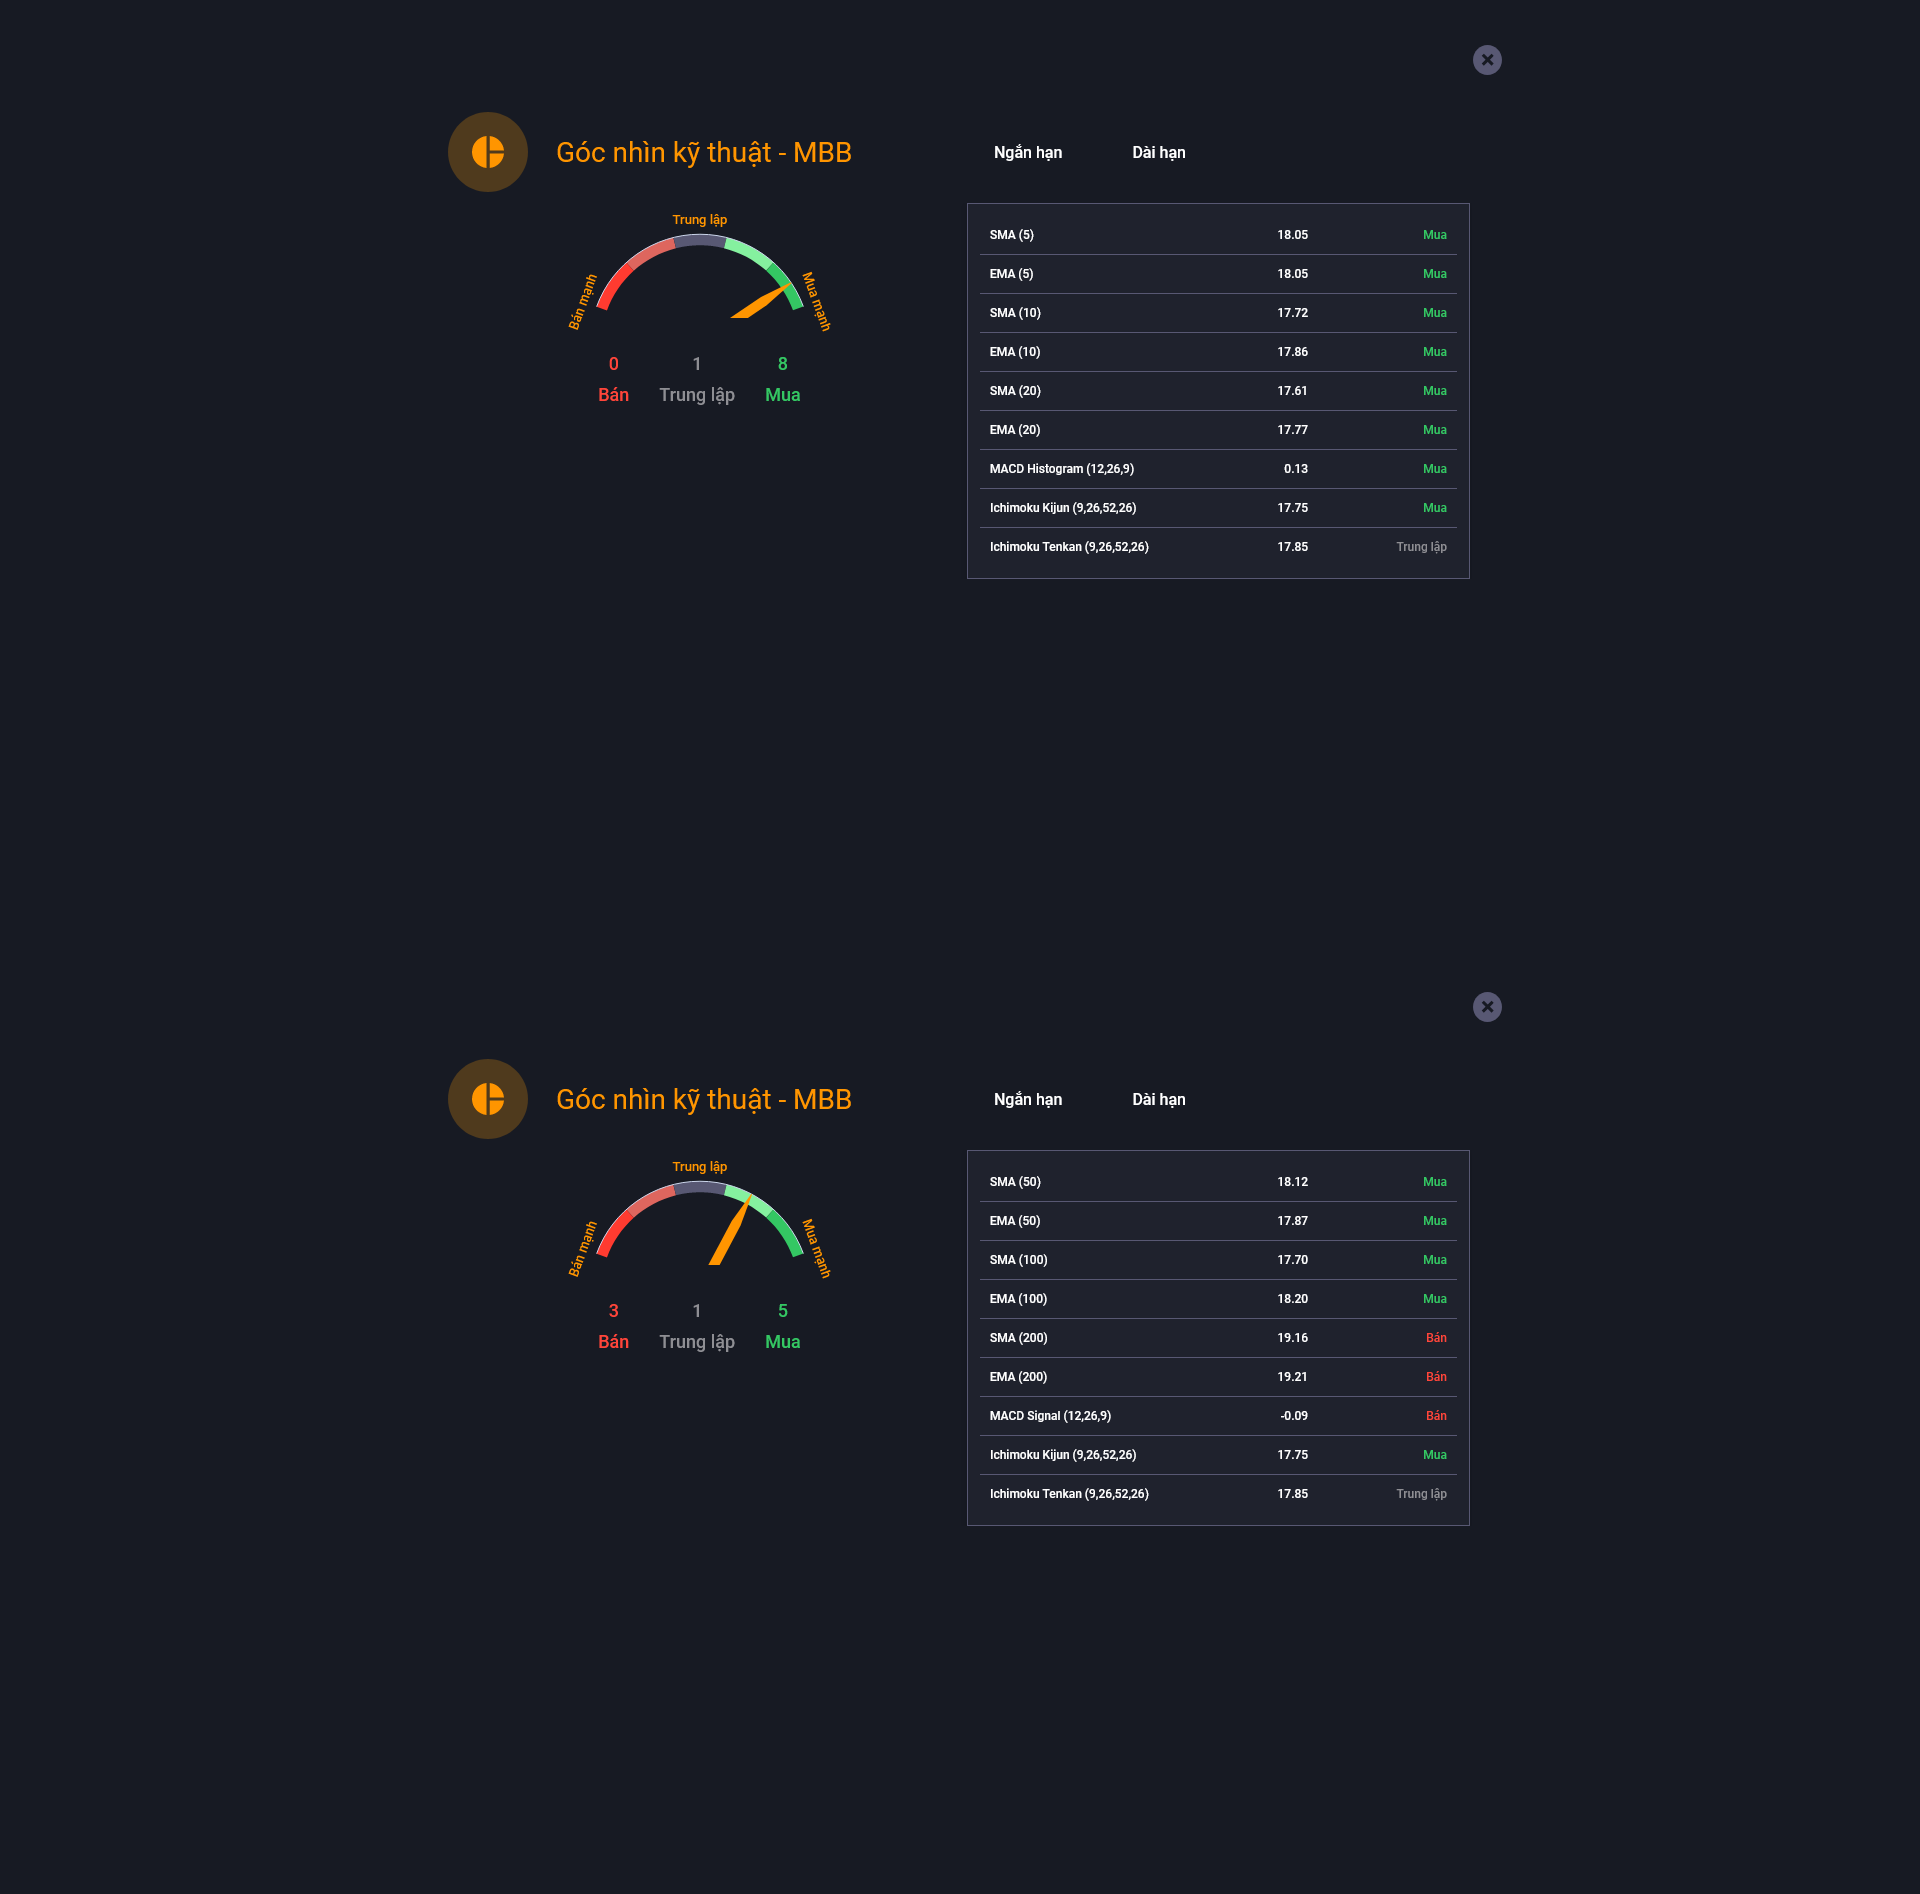 Góc nhìn kỹ thuật - MBB
Ngắn hạn Dài hạn
Trung lập
Bán mạnh
Mua mạnh
0 1 8
Bán Trung lập Mua
SMA (5) 18.05 Mua
EMA (5) 18.05 Mua
SMA (10) 17.72 Mua
EMA (10) 17.86 Mua
SMA (20) 17.61 Mua
EMA (20) 17.77 Mua
MACD Histogram (12,26,9) 0.13 Mua
Ichimoku Kijun (9,26,52,26) 17.75 Mua
Ichimoku Tenkan (9,26,52,26) 17.85 Trung lập
Góc nhìn kỹ thuật - MBB
Ngắn hạn Dài hạn
Trung lập
Bán mạnh
Mua mạnh
3 1 5
Bán Trung lập Mua
SMA (50) 18.12 Mua
EMA (50) 17.87 Mua
SMA (100) 17.70 Mua
EMA (100) 18.20 Mua
SMA (200) 19.16 Bán
EMA (200) 19.21 Bán
MACD Signal (12,26,9) -0.09 Bán
Ichimoku Kijun (9,26,52,26) 17.75 Mua
Ichimoku Tenkan (9,26,52,26) 17.85 Trung lập